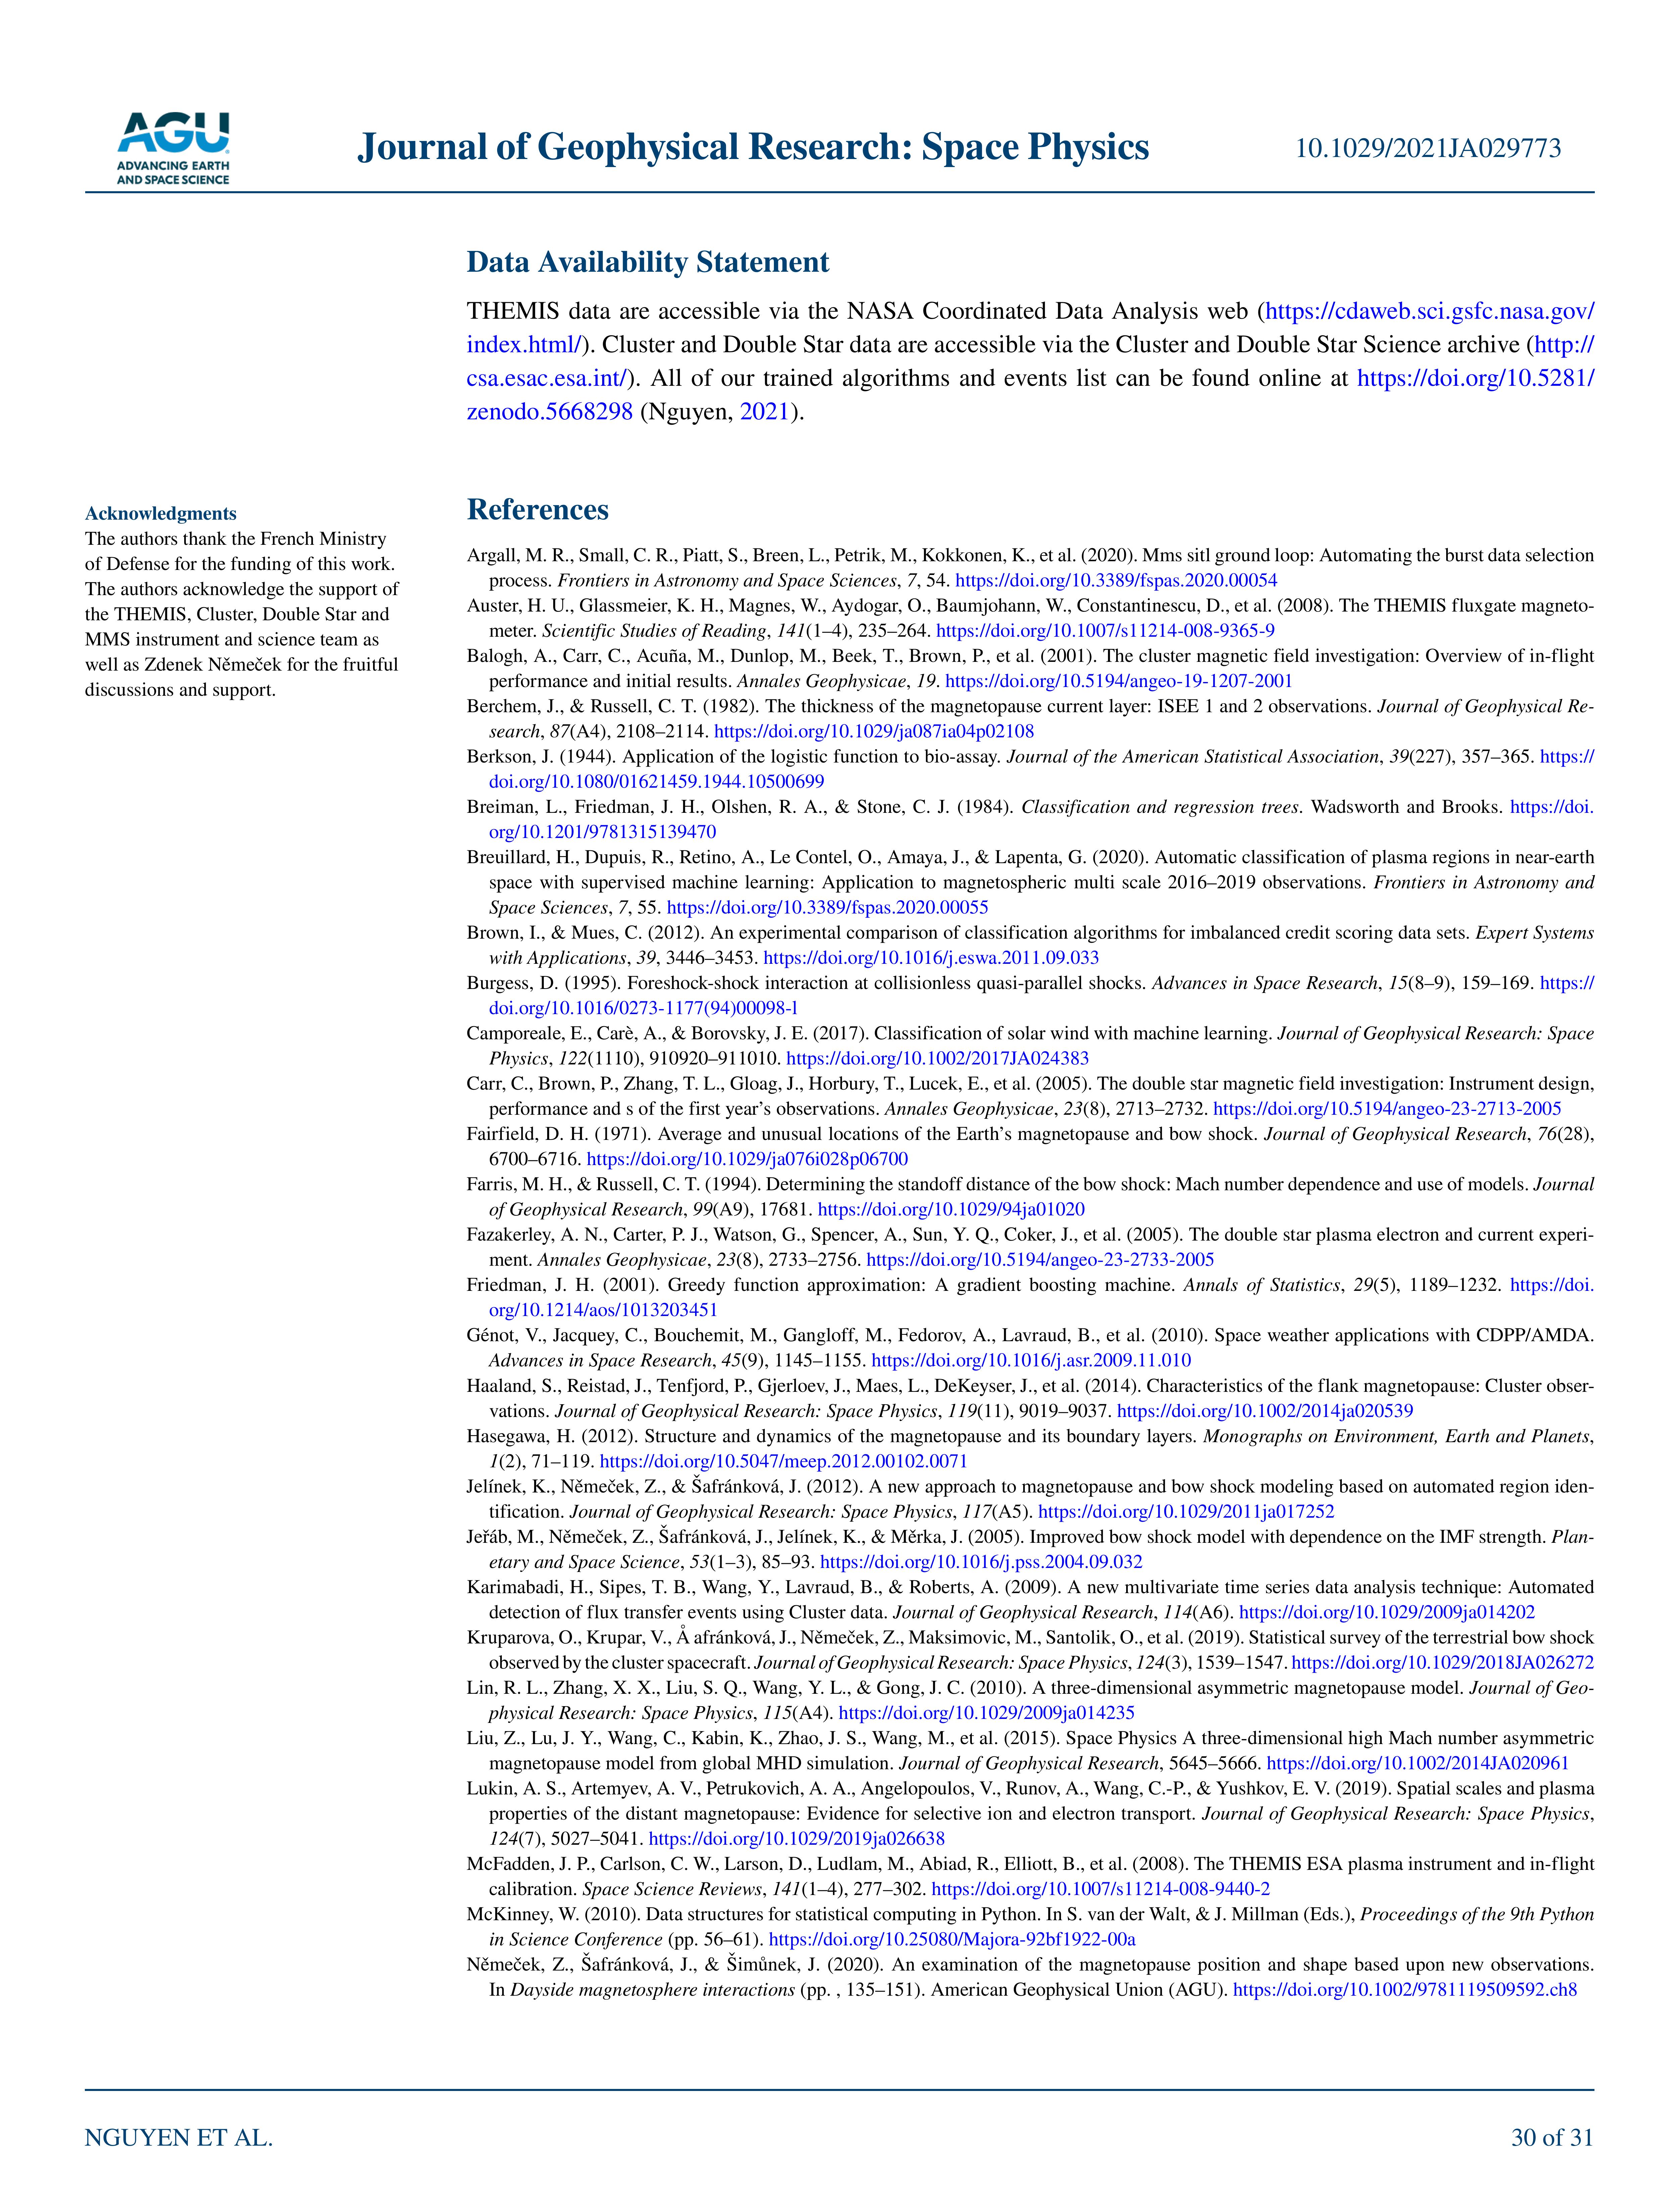 AGU
ADVANCING EARTH
AND SPACE SCIENCE
Journal of Geophysical Research: Space Physics
10.1029/2021JA029773
Data Availability Statement
THEMIS data are accessible via the NASA Coordinated Data Analysis web (https://cdaweb.sci.gsfc.nasa.gov/
index.html/). Cluster and Double Star data are accessible via the Cluster and Double Star Science archive (http://
csa.esac.esa.int/). All of our trained algorithms and events list can be found online at https://doi.org/10.5281/
zenodo.5668298 (Nguyen, 2021).
Acknowledgments
The authors thank the French Ministry
of Defense for the funding of this work.
The authors acknowledge the support of
the THEMIS, Cluster, Double Star and
MMS instrument and science team as
well as Zdenek Němeček for the fruitful
discussions and support.
References
Argall, M. R., Small, C. R., Piatt, S., Breen, L., Petrik, M., Kokkonen, K., et al. (2020). Mms sitl ground loop: Automating the burst data selection
process. Frontiers in Astronomy and Space Sciences, 7, 54. https://doi.org/10.3389/fspas.2020.00054
Auster, H. U., Glassmeier, K. H., Magnes, W., Aydogar, O., Baumjohann, W., Constantinescu, D., et al. (2008). The THEMIS fluxgate magneto-
meter. Scientific Studies of Reading, 141(1–4), 235–264. https://doi.org/10.1007/s11214-008-9365-9
Balogh, A., Carr, C., Acuña, M., Dunlop, M., Beek, T., Brown, P., et al. (2001). The cluster magnetic field investigation: Overview of in-flight
performance and initial results. Annales Geophysicae, 19. https://doi.org/10.5194/angeo-19-1207-2001
Berchem, J., & Russell, C. T. (1982). The thickness of the magnetopause current layer: ISEE 1 and 2 observations. Journal of Geophysical Re-
search, 87(A4), 2108–2114. https://doi.org/10.1029/ja087ia04p02108
Berkson, J. (1944). Application of the logistic function to bio-assay. Journal of the American Statistical Association, 39(227), 357–365. https://
doi.org/10.1080/01621459.1944.10500699
Breiman, L., Friedman, J. H., Olshen, R. A., & Stone, C. J. (1984). Classification and regression trees. Wadsworth and Brooks. https://doi.
org/10.1201/9781315139470
Breuillard, H., Dupuis, R., Retino, A., Le Contel, O., Amaya, J., & Lapenta, G. (2020). Automatic classification of plasma regions in near-earth
space with supervised machine learning: Application to magnetospheric multi scale 2016–2019 observations. Frontiers in Astronomy and
Space Sciences, 7, 55. https://doi.org/10.3389/fspas.2020.00055
Brown, I., & Mues, C. (2012). An experimental comparison of classification algorithms for imbalanced credit scoring data sets. Expert Systems
with Applications, 39, 3446–3453. https://doi.org/10.1016/j.eswa.2011.09.033
Burgess, D. (1995). Foreshock-shock interaction at collisionless quasi-parallel shocks. Advances in Space Research, 15(8–9), 159–169. https://
doi.org/10.1016/0273-1177(94)00098-l
Camporeale, E., Carè, A., & Borovsky, J. E. (2017). Classification of solar wind with machine learning. Journal of Geophysical Research: Space
Physics, 122(1110), 910920–911010. https://doi.org/10.1002/2017JA024383
Carr, C., Brown, P., Zhang, T. L., Gloag, J., Horbury, T., Lucek, E., et al. (2005). The double star magnetic field investigation: Instrument design,
performance and s of the first year's observations. Annales Geophysicae, 23(8), 2713–2732. https://doi.org/10.5194/angeo-23-2713-2005
Fairfield, D. H. (1971). Average and unusual locations of the Earth's magnetopause and bow shock. Journal of Geophysical Research, 76(28),
6700–6716. https://doi.org/10.1029/ja076i028p06700
Farris, M. H., & Russell, C. T. (1994). Determining the standoff distance of the bow shock: Mach number dependence and use of models. Journal
of Geophysical Research, 99(A9), 17681. https://doi.org/10.1029/94ja01020
Fazakerley, A. N., Carter, P. J., Watson, G., Spencer, A., Sun, Y. Q., Coker, J., et al. (2005). The double star plasma electron and current experi-
ment. Annales Geophysicae, 23(8), 2733–2756. https://doi.org/10.5194/angeo-23-2733-2005
Friedman, J. H. (2001). Greedy function approximation: A gradient boosting machine. Annals of Statistics, 29(5), 1189–1232. https://doi.
org/10.1214/aos/1013203451
Génot, V., Jacquey, C., Bouchemit, M., Gangloff, M., Fedorov, A., Lavraud, B., et al. (2010). Space weather applications with CDPP/AMDA.
Advances in Space Research, 45(9), 1145–1155. https://doi.org/10.1016/j.asr.2009.11.010
Haaland, S., Reistad, J., Tenfjord, P., Gjerloev, J., Maes, L., DeKeyser, J., et al. (2014). Characteristics of the flank magnetopause: Cluster obser-
vations. Journal of Geophysical Research: Space Physics, 119(11), 9019–9037. https://doi.org/10.1002/2014ja020539
Hasegawa, H. (2012). Structure and dynamics of the magnetopause and its boundary layers. Monographs on Environment, Earth and Planets,
1(2), 71–119. https://doi.org/10.5047/meep.2012.00102.0071
Jelínek, K., Němeček, Z., & Šafránková, J. (2012). A new approach to magnetopause and bow shock modeling based on automated region iden-
tification. Journal of Geophysical Research: Space Physics, 117(A5). https://doi.org/10.1029/2011ja017252
Jeřáb, M., Němeček, Z., Šafránková, J., Jelínek, K., & Měrka, J. (2005). Improved bow shock model with dependence on the IMF strength. Plan-
etary and Space Science, 53(1–3), 85–93. https://doi.org/10.1016/j.pss.2004.09.032
Karimabadi, H., Sipes, T. B., Wang, Y., Lavraud, B., & Roberts, A. (2009). A new multivariate time series data analysis technique: Automated
detection of flux transfer events using Cluster data. Journal of Geophysical Research, 114(A6). https://doi.org/10.1029/2009ja014202
Kruparova, O., Krupar, V., Å afránková, J., Němeček, Z., Maksimovic, M., Santolik, O., et al. (2019). Statistical survey of the terrestrial bow shock
observed by the cluster spacecraft. Journal of Geophysical Research: Space Physics, 124(3), 1539–1547. https://doi.org/10.1029/2018JA026272
Lin, R. L., Zhang, X. X., Liu, S. Q., Wang, Y. L., & Gong, J. C. (2010). A three-dimensional asymmetric magnetopause model. Journal of Geo-
physical Research: Space Physics, 115(A4). https://doi.org/10.1029/2009ja014235
Liu, Z., Lu, J. Y., Wang, C., Kabin, K., Zhao, J. S., Wang, M., et al. (2015). Space Physics A three-dimensional high Mach number asymmetric
magnetopause model from global MHD simulation. Journal of Geophysical Research, 5645–5666. https://doi.org/10.1002/2014JA020961
Lukin, A. S., Artemyev, A. V., Petrukovich, A. A., Angelopoulos, V., Runov, A., Wang, C.-P., & Yushkov, E. V. (2019). Spatial scales and plasma
properties of the distant magnetopause: Evidence for selective ion and electron transport. Journal of Geophysical Research: Space Physics,
124(7), 5027–5041. https://doi.org/10.1029/2019ja026638
McFadden, J. P., Carlson, C. W., Larson, D., Ludlam, M., Abiad, R., Elliott, B., et al. (2008). The THEMIS ESA plasma instrument and in-flight
calibration. Space Science Reviews, 141(1–4), 277–302. https://doi.org/10.1007/s11214-008-9440-2
McKinney, W. (2010). Data structures for statistical computing in Python. In S. van der Walt, & J. Millman (Eds.), Proceedings of the 9th Python
in Science Conference (pp. 56–61). https://doi.org/10.25080/Majora-92bf1922-00a
Němeček, Z., Šafránková, J., & Šimůnek, J. (2020). An examination of the magnetopause position and shape based upon new observations.
In Dayside magnetosphere interactions (pp. , 135–151). American Geophysical Union (AGU). https://doi.org/10.1002/9781119509592.ch8
NGUYEN ET AL.
30 of 31